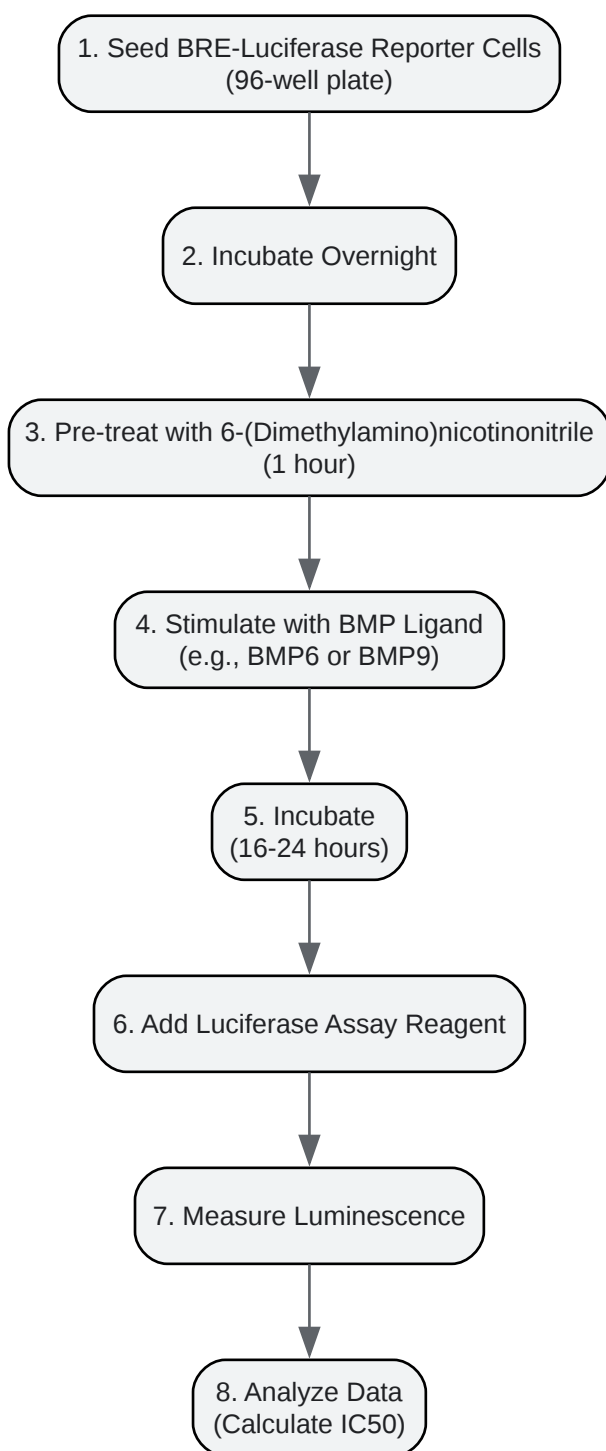 1. Seed BRE-Luciferase Reporter Cells
(96-well plate)
2. Incubate Overnight
3. Pre-treat with 6-(Dimethylamino)nicotinonitrile
(1 hour)
4. Stimulate with BMP Ligand
(e.g., BMP6 or BMP9)
5. Incubate
(16-24 hours)
6. Add Luciferase Assay Reagent
7. Measure Luminescence
8. Analyze Data
(Calculate IC50)